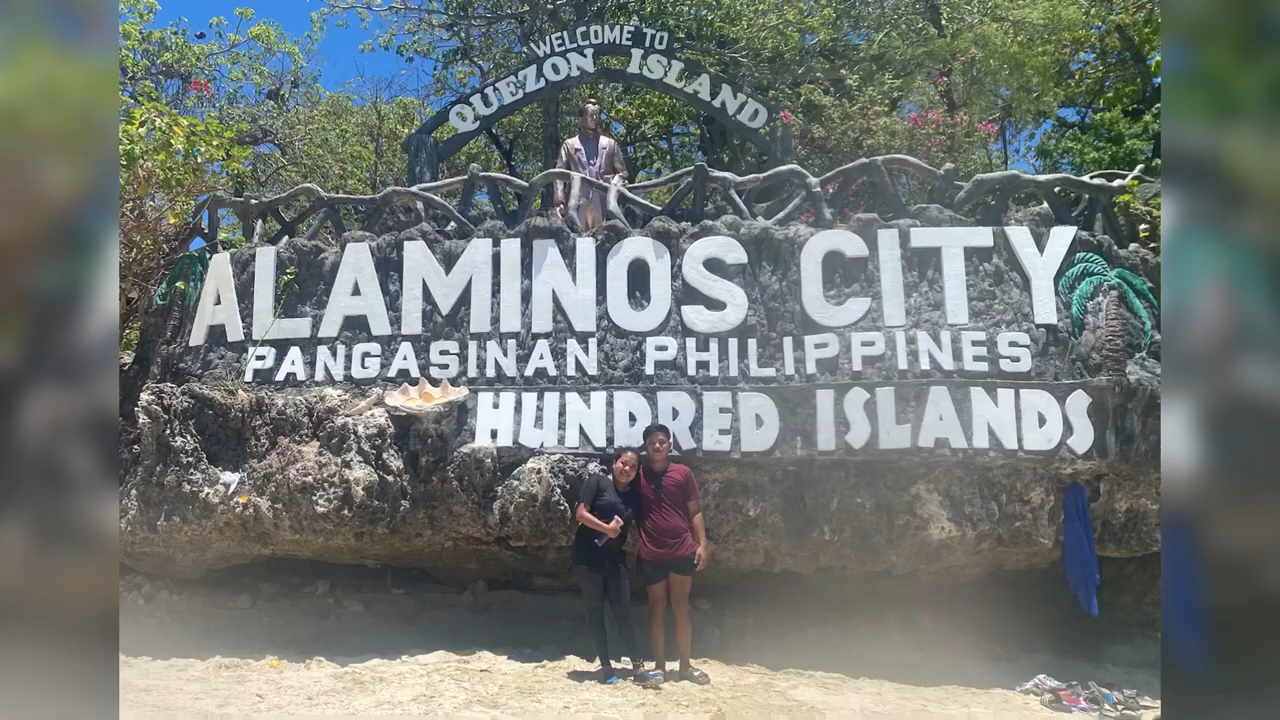 WELCOME TO
QUEZON ISLAND
ALAMINOS CITY
PANGASINAN PHILIPPINES
HUNDRED ISLANDS